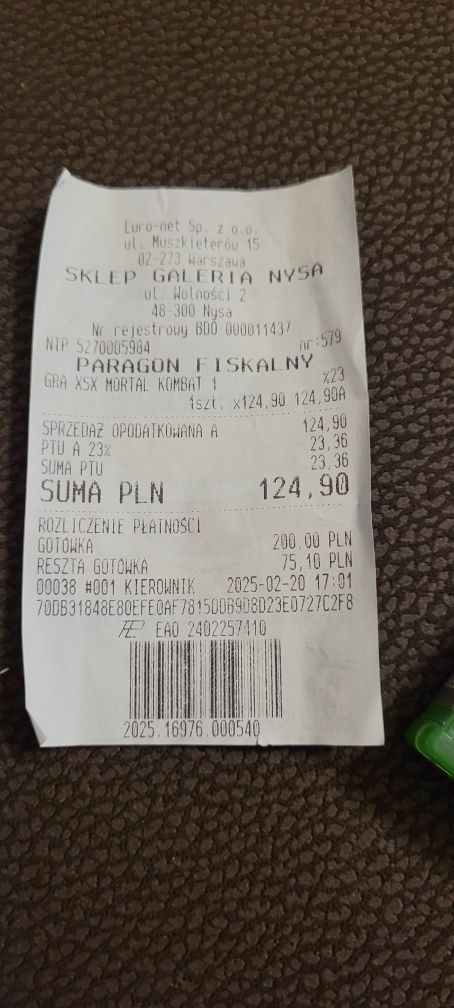 Euro-net Sp. z o.o.
ul. Muszkieterów 15
02-273 Warszawa
SKLEP GALERIA NYSA
ul. Wolności 2
48-300 Nysa
Nr rejestrowy BDO 000011437
NIP 5270005984 nr:579
PARAGON FISKALNY
GRA XSX MORTAL KOMBAT 1 %23
1szt. x124,90 124,90A
SPRZEDAŻ OPODATKOWANA A 124,90
PTU A 23% 23,36
SUMA PTU 23,36
SUMA PLN 124,90
ROZLICZENIE PŁATNOŚCI
GOTÓWKA 200,00 PLN
RESZTA GOTÓWKA 75,10 PLN
00038 #001 KIEROWNIK 2025-02-20 17:01
EAO 2402257410
2025.16976.000540